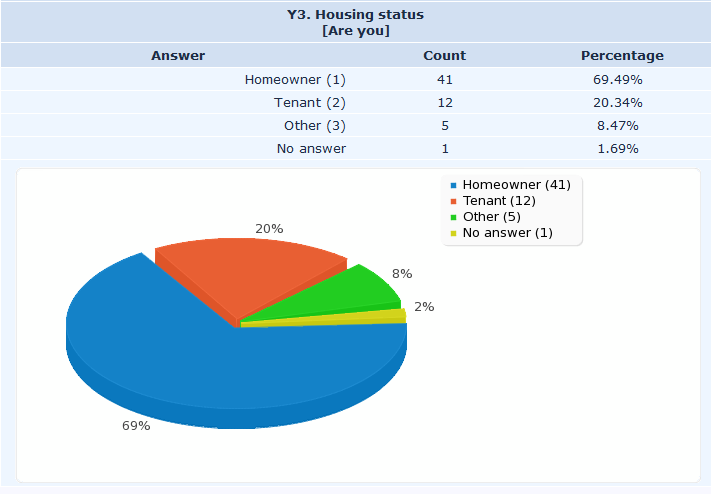 Y3. Housing status
[Are you]
Answer Count Percentage
Homeowner (1) 41 69.49%
Tenant (2) 12 20.34%
Other (3) 5 8.47%
No answer 1 1.69%
Homeowner (41)
Tenant (12)
Other (5)
No answer (1)
20%
8%
2%
69%